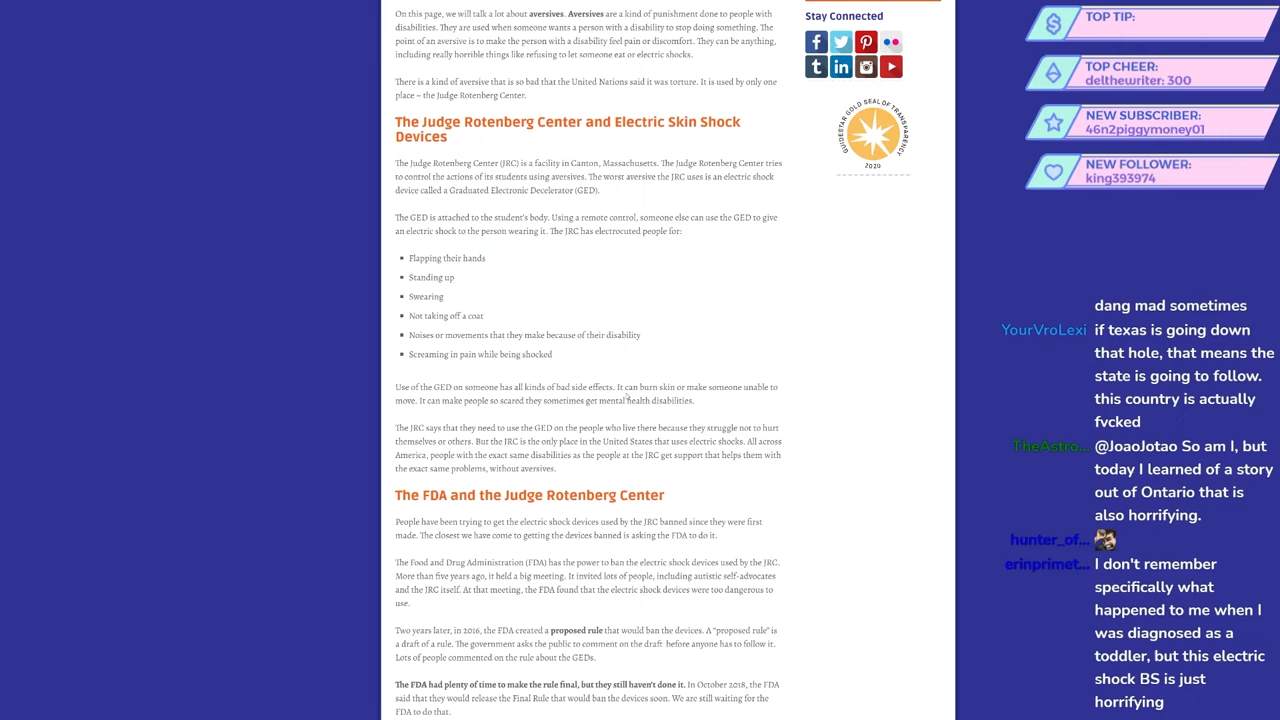 On this page, we will talk a lot about aversives. Aversives are a kind of punishment done to people with
disabilities. They are used when someone wants a person with a disability to stop doing something. The
point of an aversive is to make the person with a disability feel pain or discomfort. They can be anything,
including really horrible things like refusing to let someone eat or electric shocks.
There is a kind of aversive that is so bad that the United Nations said it was torture. It is used by only one
place – the Judge Rotenberg Center.
The Judge Rotenberg Center and Electric Skin Shock
Devices
The Judge Rotenberg Center (JRC) is a facility in Canton, Massachusetts. The Judge Rotenberg Center tries
to control the actions of its students using aversives. The worst aversive the JRC uses is an electric shock
device called a Graduated Electronic Decelerator (GED).
The GED is attached to the student's body. Using a remote control, someone else can use the GED to give
an electric shock to the person wearing it. The JRC has electrocuted people for:
Flapping their hands
Standing up
Swearing
Not taking off a coat
Noises or movements that they make because of their disability
Screaming in pain while being shocked
Use of the GED on someone has all kinds of bad side effects. It can burn skin or make someone unable to
move. It can make people so scared they sometimes get mental health disabilities.
The JRC says that they need to use the GED on the people who live there because they struggle not to hurt
themselves or others. But the JRC is the only place in the United States that uses electric shocks. All across
America, people with the exact same disabilities as the people at the JRC get support that helps them with
the exact same problems, without aversives.
The FDA and the Judge Rotenberg Center
People have been trying to get the electric shock devices used by the JRC banned since they were first
made. The closest we have come to getting the devices banned is asking the FDA to do it.
The Food and Drug Administration (FDA) has the power to ban the electric shock devices used by the JRC.
More than five years ago, it held a big meeting. It invited lots of people, including autistic self-advocates
and the JRC itself. At that meeting, the FDA found that the electric shock devices were too dangerous to
use.
Two years later, in 2016, the FDA created a proposed rule that would ban the devices. A "proposed rule" is
a draft of a rule. The government asks the public to comment on the draft before anyone has to follow it.
Lots of people commented on the rule about the GEDs.
The FDA had plenty of time to make the rule final, but they still haven't done it. In October 2018, the FDA
said that they would release the Final Rule that would ban the devices soon. We are still waiting for the
FDA to do that.
Stay Connected
GUIDESTAR GOLD SEAL OF TRANSPARENCY
2020
TOP TIP:
TOP CHEER:
delthewriter: 300
NEW SUBSCRIBER:
46n2piggymoney01
NEW FOLLOWER:
king393974
dang mad sometimes
YourVroLexi if texas is going down
that hole, that means the
state is going to follow.
this country is actually
fvcked
TheAstro... @JoaoJotao So am I, but
today I learned of a story
out of Ontario that is
also horrifying.
hunter_of...
erinprimet... I don't remember
specifically what
happened to me when I
was diagnosed as a
toddler, but this electric
shock BS is just
horrifying